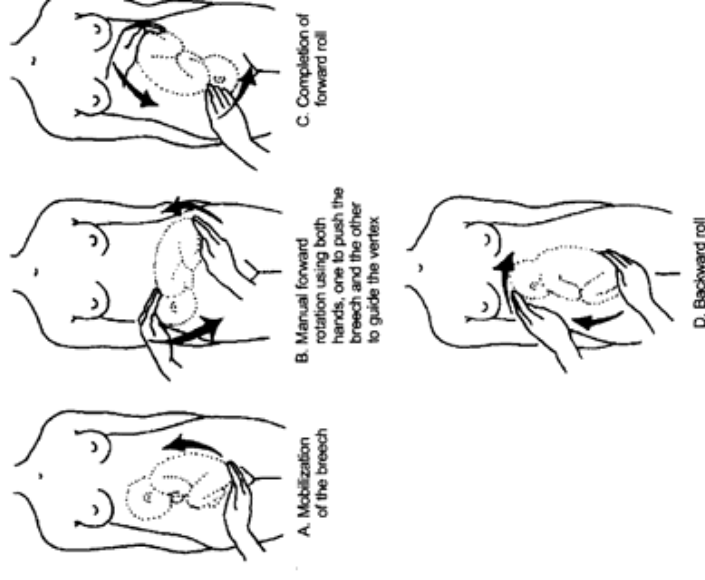 A. Mobilization
of the breech
B. Manual forward
rotation using both
hands, one to push the
breech and the other
to guide the vertex
C. Completion of
forward roll
D. Backward roll